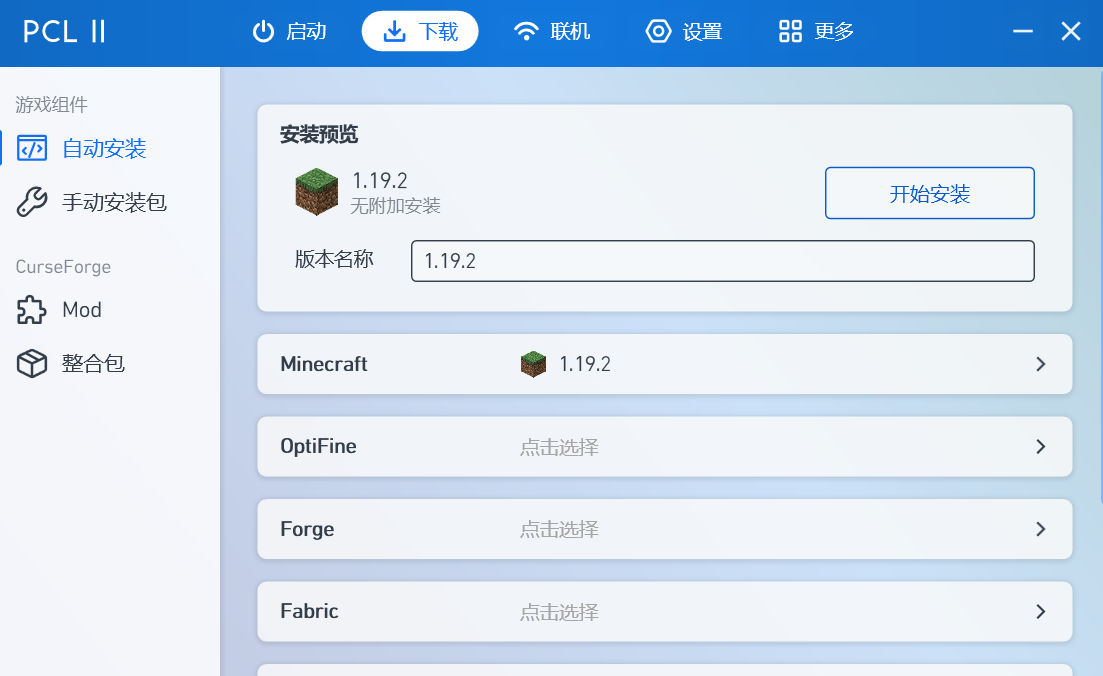 PCL II
启动
下载
联机
设置
更多
游戏组件
自动安装
手动安装包
CurseForge
Mod
整合包
安装预览
1.19.2
无附加安装
开始安装
版本名称
1.19.2
Minecraft
1.19.2
OptiFine
点击选择
Forge
点击选择
Fabric
点击选择